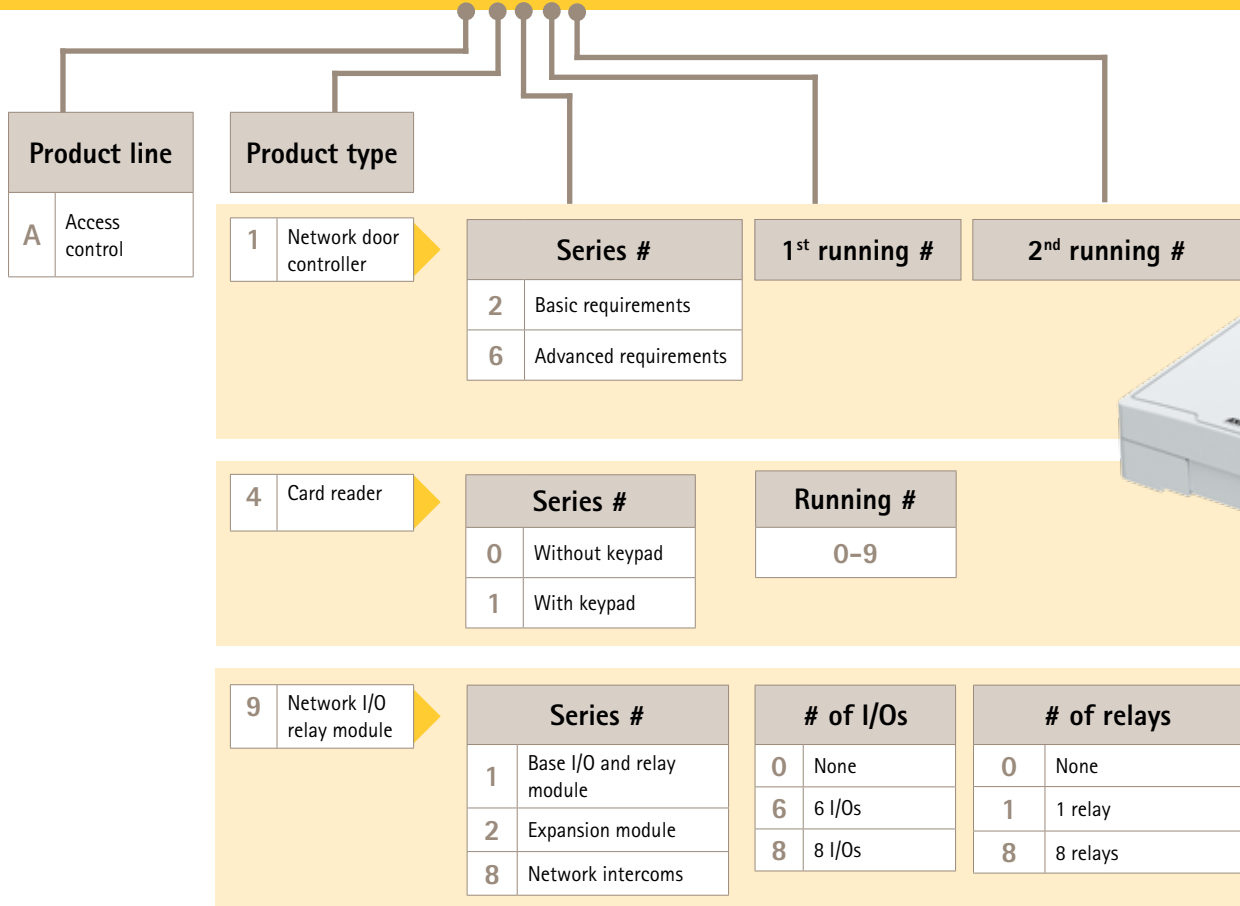 Product line
A
Access
control
Product type
1
Network door
controller
Series #
2
Basic requirements
6
Advanced requirements
1st running #
2nd running #
4
Card reader
Series #
0
Without keypad
1
With keypad
Running #
0–9
9
Network I/O
relay module
Series #
1
Base I/O and relay
module
2
Expansion module
8
Network intercoms
# of I/Os
0
None
6
6 I/Os
8
8 I/Os
# of relays
0
None
1
1 relay
8
8 relays